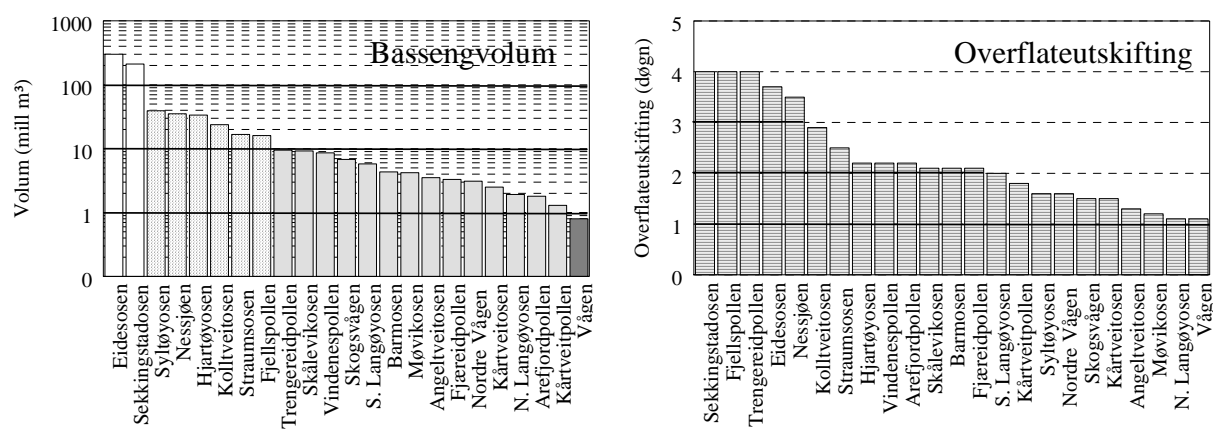 Bassengvolum
Volum (mill m³)
1000
100
10
1
0
Eidesosen
Sekkingstadosen
Syltøyosen
Nessjøen
Hjartøyosen
Kolltveitosen
Straumsosen
Fjellspollen
Trengereidpollen
Skålevikosen
Vindenespollen
Skogsvågen
S. Langøyosen
Barmosen
Møvikosen
Angeltveitosen
Fjæreidpollen
Nordre Vågen
Kårtveitosen
N. Langøyosen
Arefjordpollen
Kårtveitpollen
Vågen
Overflateutskifting
Overflateutskifting (døgn)
5
4
3
2
1
0
Sekkingstadosen
Fjellspollen
Trengereidpollen
Eidesosen
Nessjøen
Kolltveitosen
Straumsosen
Hjartøyosen
Vindenespollen
Arefjordpollen
Skålevikosen
Barmosen
Fjæreidpollen
S. Langøyosen
Kårtveitpollen
Syltøyosen
Nordre Vågen
Skogsvågen
Kårtveitosen
Angeltveitosen
Møvikosen
N. Langøyosen
Vågen